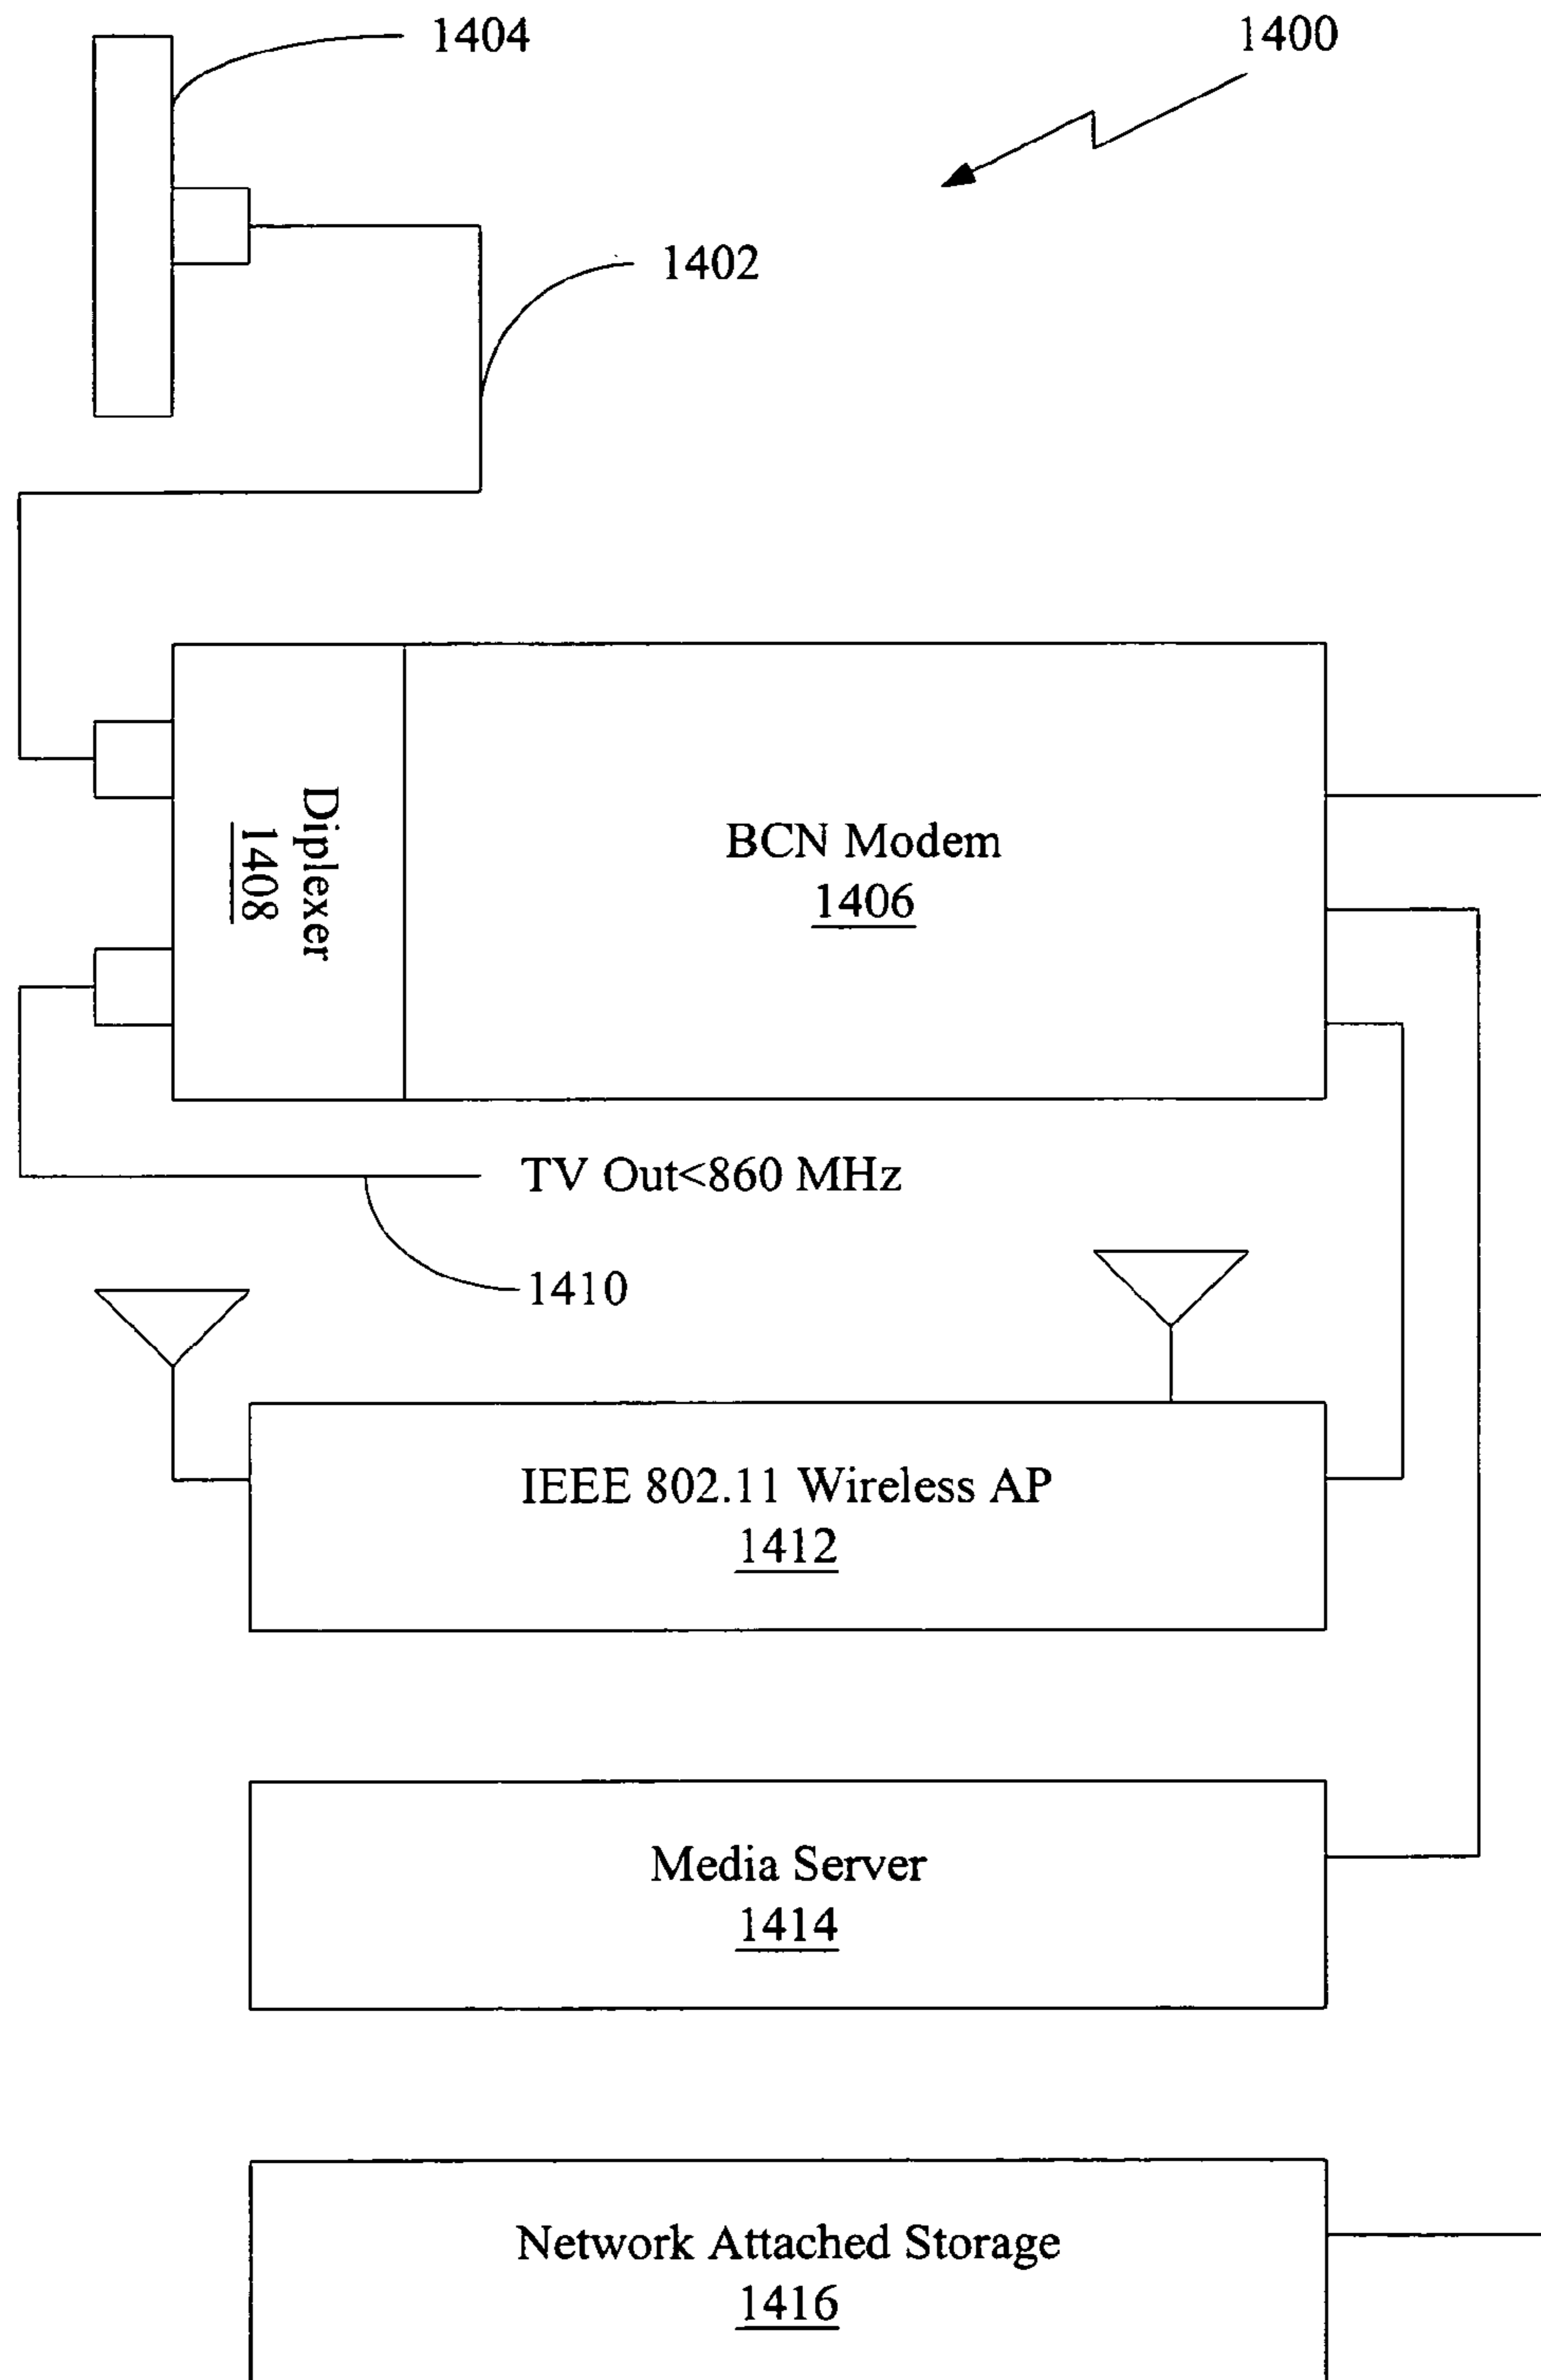 1404
1400
1402
Diplexer
1408
BCN Modem
1406
TV Out<860 MHz
1410
IEEE 802.11 Wireless AP
1412
Media Server
1414
Network Attached Storage
1416